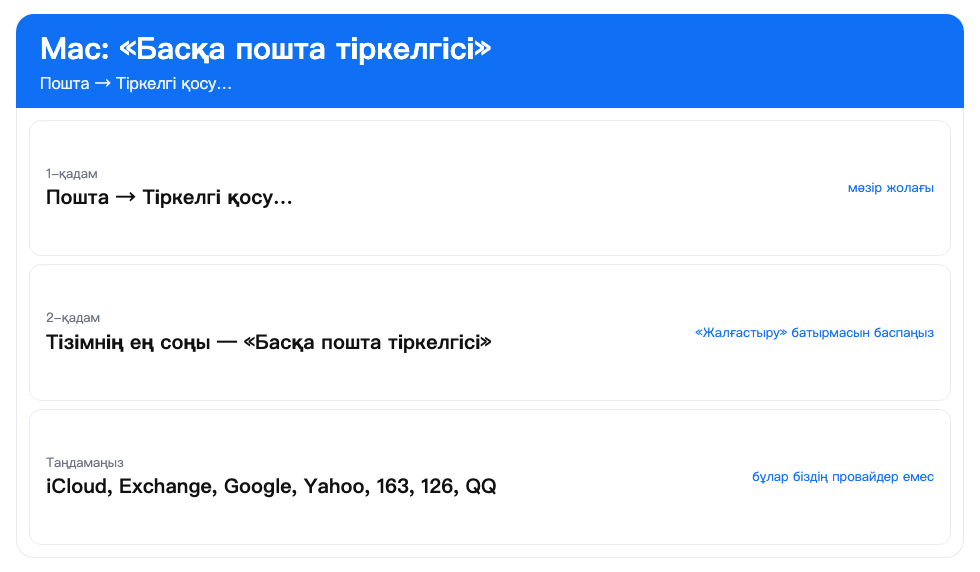 Mac: «Басқа пошта тіркелгісі»
Пошта → Тіркелгі қосу...
1-қадам
Пошта → Тіркелгі қосу...
мәзір жолағы
2-қадам
Тізімнің ең соңы — «Басқа пошта тіркелгісі»
«Жалғастыру» батырмасын баспаңыз
Таңдамаңыз
iCloud, Exchange, Google, Yahoo, 163, 126, QQ
бұлар біздің провайдер емес